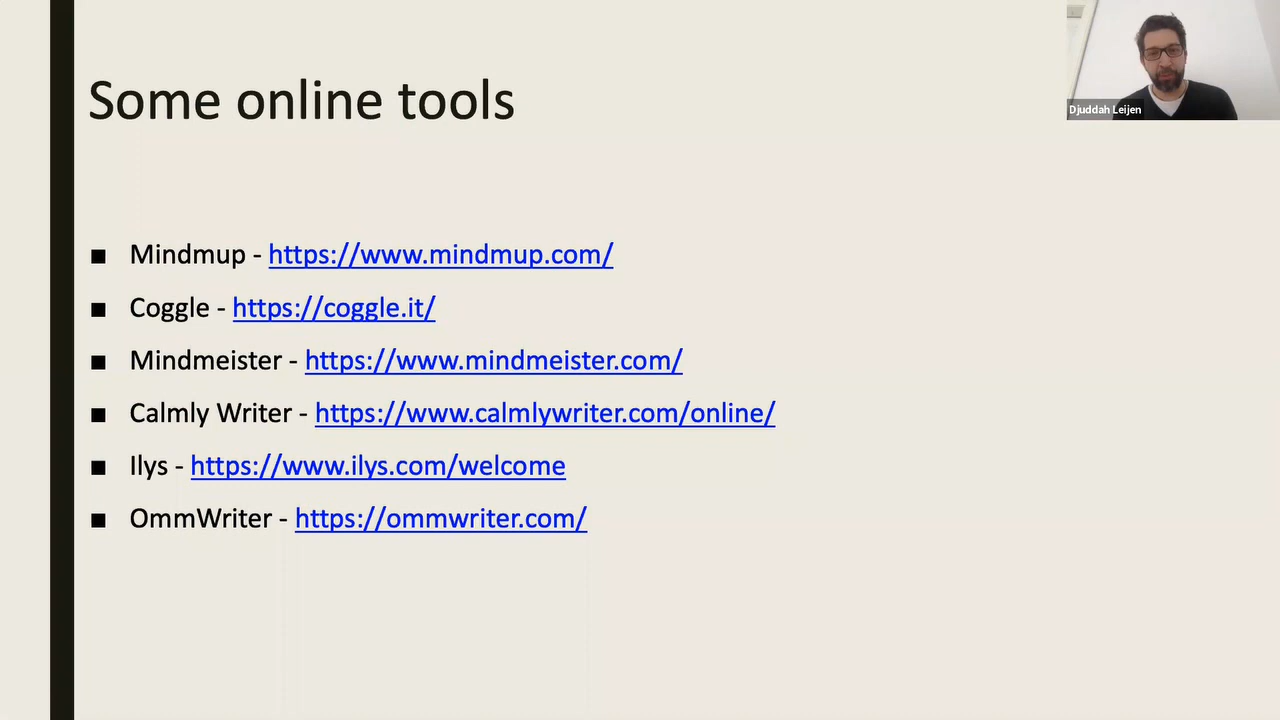 Some online tools
Djuddah Leijen
■ Mindmup - https://www.mindmup.com/
■ Coggle - https://coggle.it/
■ Mindmeister - https://www.mindmeister.com/
■ Calmly Writer - https://www.calmlywriter.com/online/
■ Ilys - https://www.ilys.com/welcome
■ OmmWriter - https://ommwriter.com/